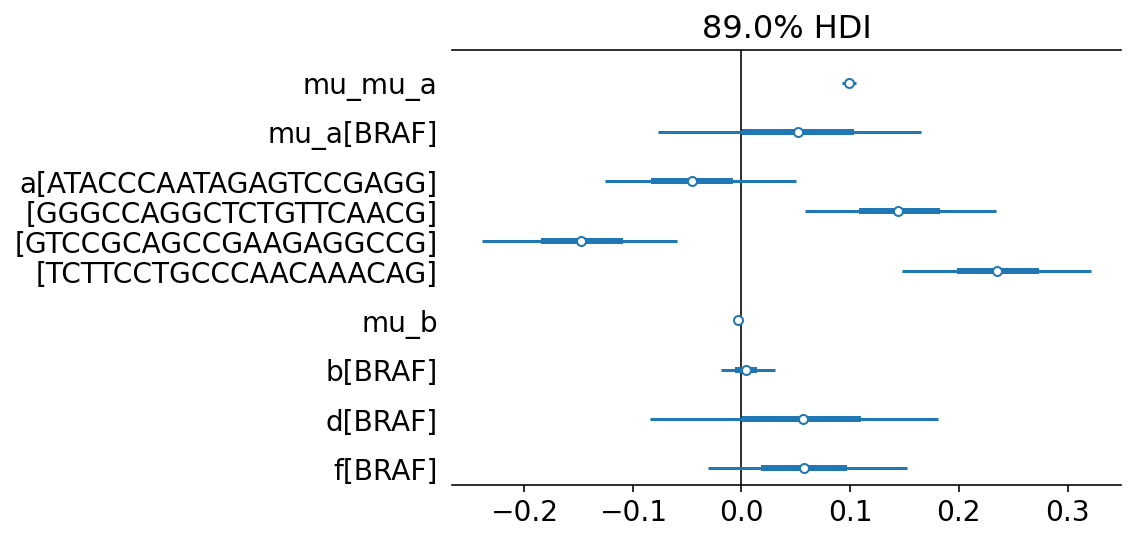 89.0% HDI
mu_mu_a
mu_a[BRAF]
a[ATACCCAATAGAGTCCGAGG]
[GGGCCAGGCTCTGTTCAACG]
[GTCCGCAGCCGAAGAGGCCG]
[TCTTCCTGCCCAACAAACAG]
mu_b
b[BRAF]
d[BRAF]
f[BRAF]
−0.2 −0.1 0.0 0.1 0.2 0.3